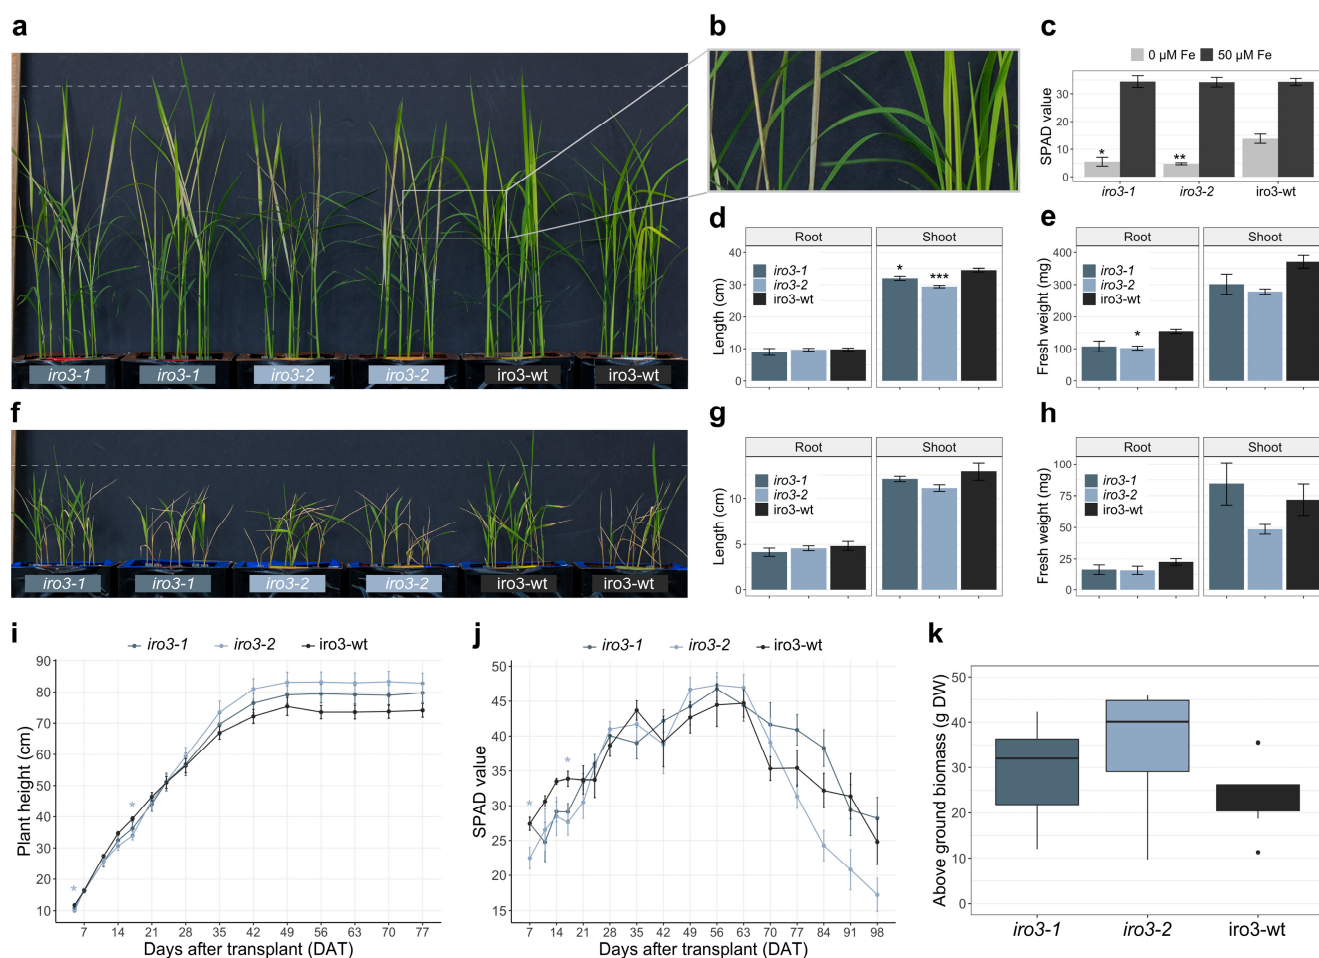 a
b
c
0 µM Fe 50 µM Fe
SPAD value
30
20
10
0
*
**
iro3-1 iro3-2 iro3-wt
iro3-1 iro3-1 iro3-2 iro3-2 iro3-wt iro3-wt
d
Root Shoot
Length (cm)
40
30
20
10
0
iro3-1
iro3-2
iro3-wt
*
***
e
Root Shoot
Fresh weight (mg)
400
300
200
100
0
iro3-1
iro3-2
iro3-wt
*
f
iro3-1 iro3-1 iro3-2 iro3-2 iro3-wt iro3-wt
g
Root Shoot
Length (cm)
10
5
0
iro3-1
iro3-2
iro3-wt
h
Root Shoot
Fresh weight (mg)
100
75
50
25
0
iro3-1
iro3-2
iro3-wt
i
iro3-1 iro3-2 iro3-wt
Plant height (cm)
90
80
70
60
50
40
30
20
10
*
*
7 14 21 28 35 42 49 56 63 70 77
Days after transplant (DAT)
j
iro3-1 iro3-2 iro3-wt
SPAD value
50
45
40
35
30
25
20
15
*
*
7 14 21 28 35 42 49 56 63 70 77 84 91 98
Days after transplant (DAT)
k
Above ground biomass (g DW)
50
40
30
20
10
0
iro3-1 iro3-2 iro3-wt